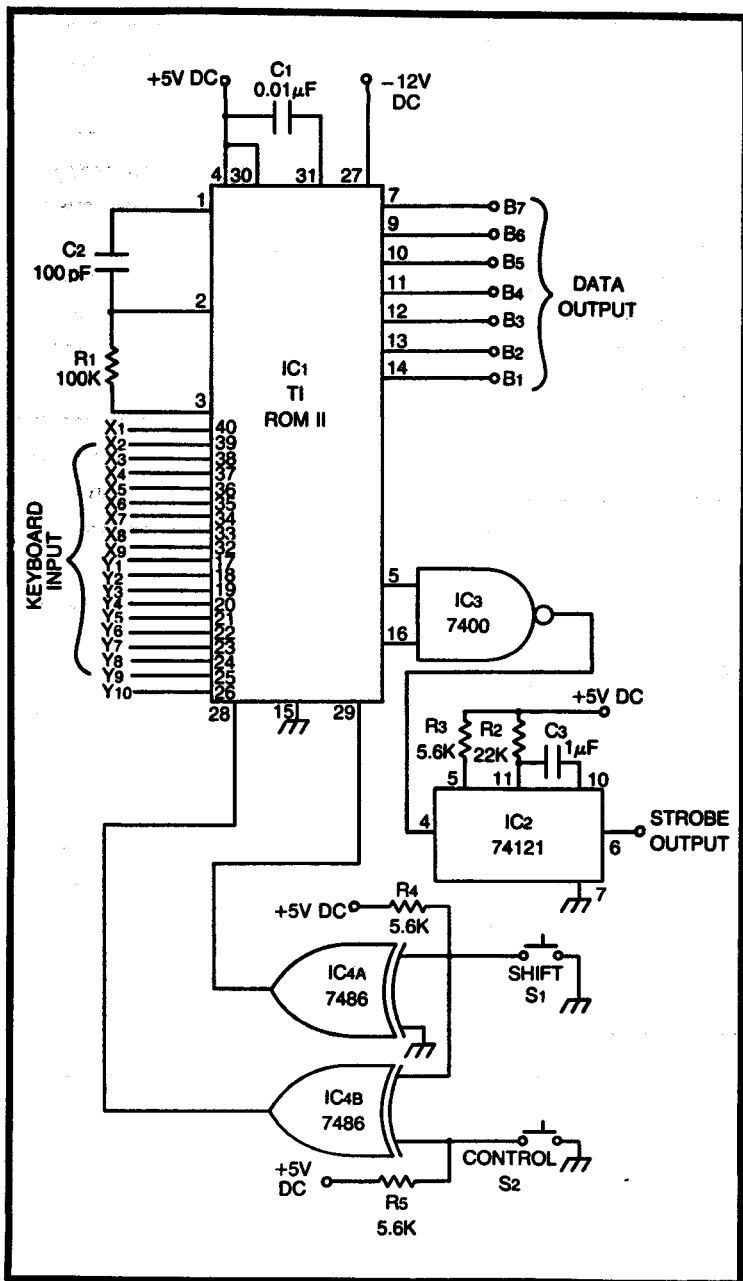 +5V DC
C1
0.01µF
−12V
DC
4 30 31 27
1
C2
100 pF
2
R1
100K
3
IC1
TI
ROM II
7 B7
9 B6
10 B5
11 B4
12 B3
13 B2
14 B1
DATA
OUTPUT
KEYBOARD
INPUT
X1 40
X2 39
X3 38
X4 37
X5 36
X6 35
X7 34
X8 33
X9 32
Y1 17
Y2 18
Y3 19
Y4 20
Y5 21
Y6 22
Y7 23
Y8 24
Y9 25
Y10 26
28 15 29
5
16
IC3
7400
+5V DC
R3
5.6K
R2
22K
C3
1µF
5 11 10
4
IC2
74121
6
STROBE
OUTPUT
7
+5V DC
R4
5.6K
IC4A
7486
SHIFT
S1
IC4B
7486
CONTROL
S2
+5V
DC
R5
5.6K